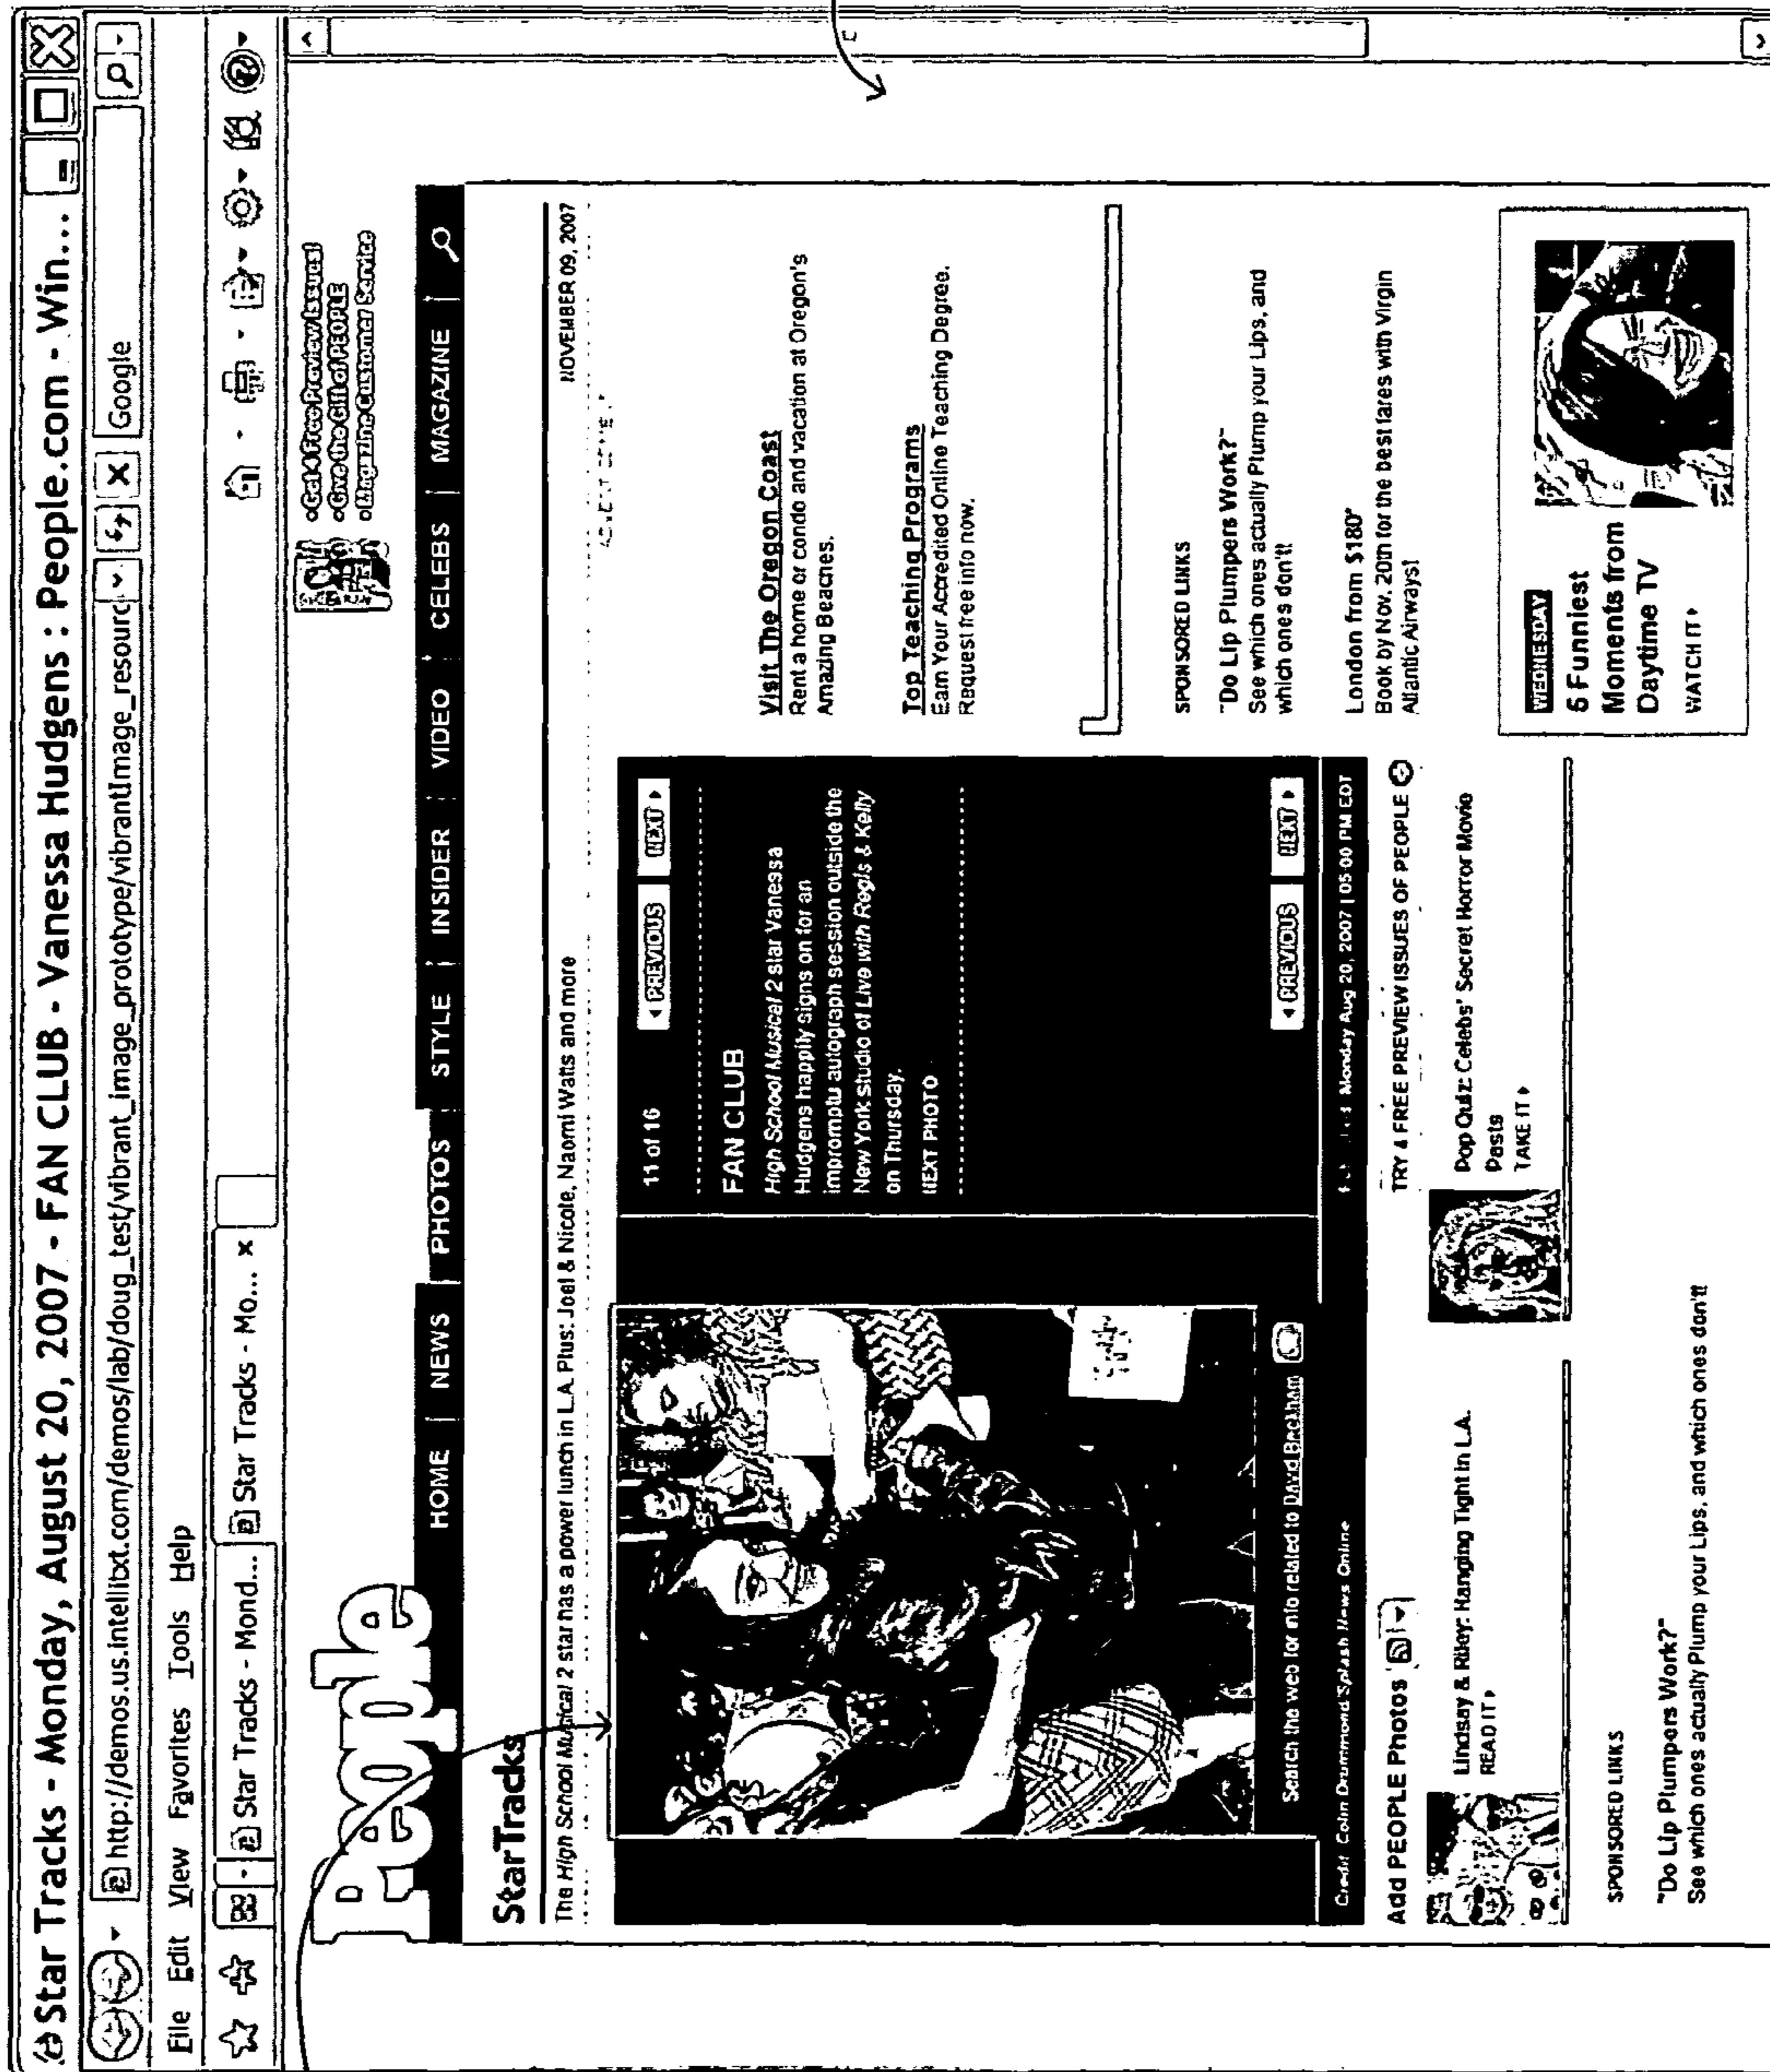 Star Tracks - Monday, August 20, 2007 - FAN CLUB - Vanessa Hudgens : People.com - Win...
http://demos.us.intellitxt.com/demos/lab/doug_test/vibrant_image_prototype/vibrantImage_resourc
Google
File Edit View Favorites Tools Help
Star Tracks - Mond...
Star Tracks - Mo... x
People
Get 4 Free Preview Issues!
Give the Gift of PEOPLE
Magazine Customer Service
HOME | NEWS | PHOTOS | STYLE | INSIDER | VIDEO | CELEBS | MAGAZINE |
StarTracks
The High School Musical 2 star has a power lunch in L.A. Plus: Joel & Nicole, Naomi Watts and more
NOVEMBER 09, 2007
11 of 16
PREVIOUS
NEXT
FAN CLUB
High School Musical 2 star Vanessa
Hudgens happily signs on for an
impromptu autograph session outside the
New York studio of Live with Regis & Kelly
on Thursday.
NEXT PHOTO
PREVIOUS
NEXT
Search the web for info related to David Beckham
Credit: Colin Drummond/Splash News Online
Monday Aug 20, 2007 | 05:00 PM EDT
Visit The Oregon Coast
Rent a home or condo and vacation at Oregon's
Amazing Beaches.
Top Teaching Programs
Earn Your Accredited Online Teaching Degree.
Request free info now.
SPONSORED LINKS
"Do Lip Plumpers Work?"
See which ones actually Plump your Lips, and
which ones don't!
London from $180*
Book by Nov. 20th for the best fares with Virgin
Atlantic Airways!
Add PEOPLE Photos
TRY 4 FREE PREVIEW ISSUES OF PEOPLE
Lindsay & Riley: Hanging Tight in L.A.
READ IT
Pop Quiz: Celebs' Secret Horror Movie
Pasts
TAKE IT
WEDNESDAY
5 Funniest
Moments from
Daytime TV
WATCH IT
SPONSORED LINKS
"Do Lip Plumpers Work?"
See which ones actually Plump your Lips, and which ones don't!